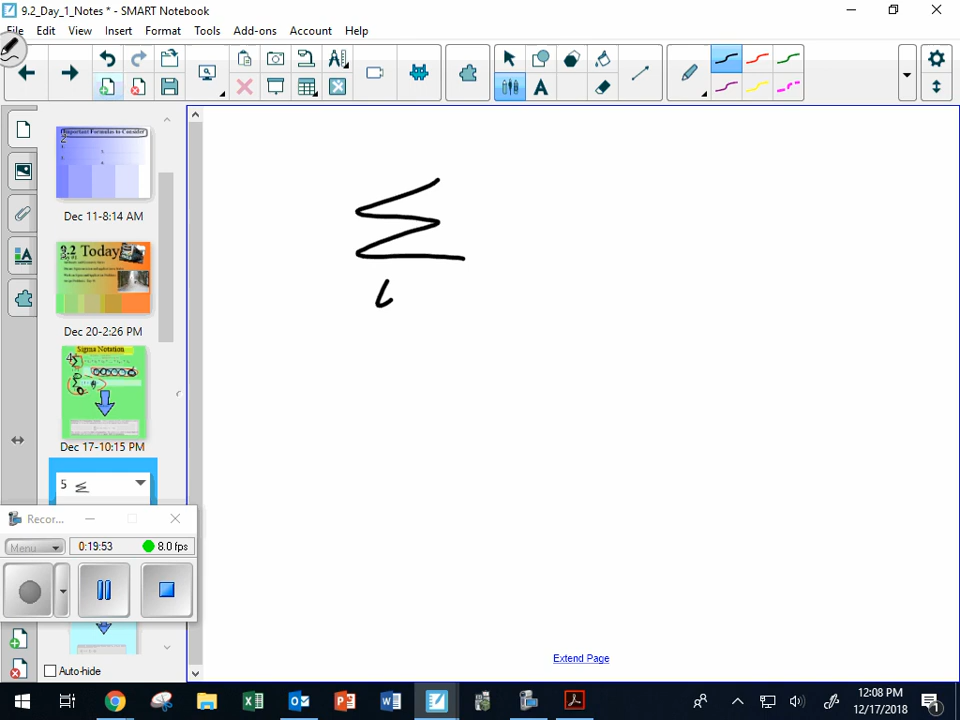 9.2_Day_1_Notes * - SMART Notebook
File Edit View Insert Format Tools Add-ons Account Help
Important Formulas to Consider
Dec 11-8:14 AM
9.2 Today
Dec 20-2:26 PM
Sigma Notation
Dec 17-10:15 PM
5 Σ
Σ
i
Recor...
Menu
0:19:53
8.0 fps
Auto-hide
Extend Page
12:08 PM
12/17/2018
1